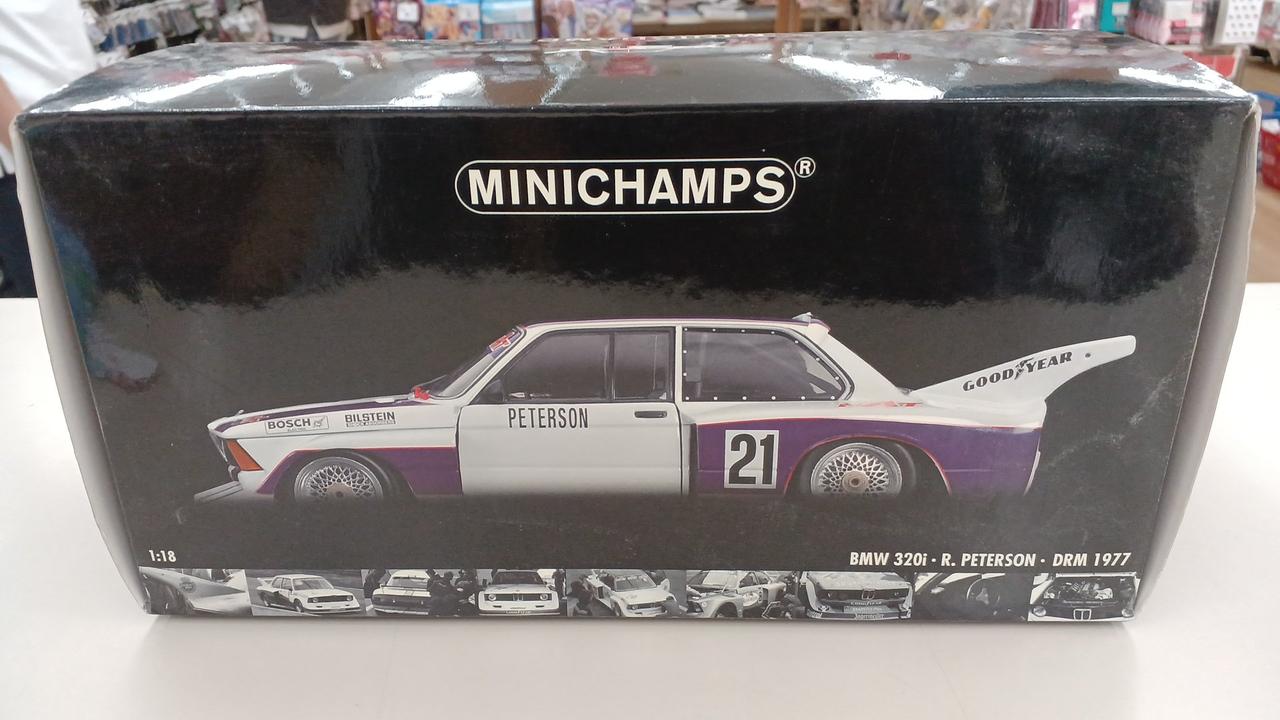 MINICHAMPS®
GOODYEAR
BOSCH
BILSTEIN
PETERSON
21
1:18
BMW 320i · R. PETERSON · DRM 1977